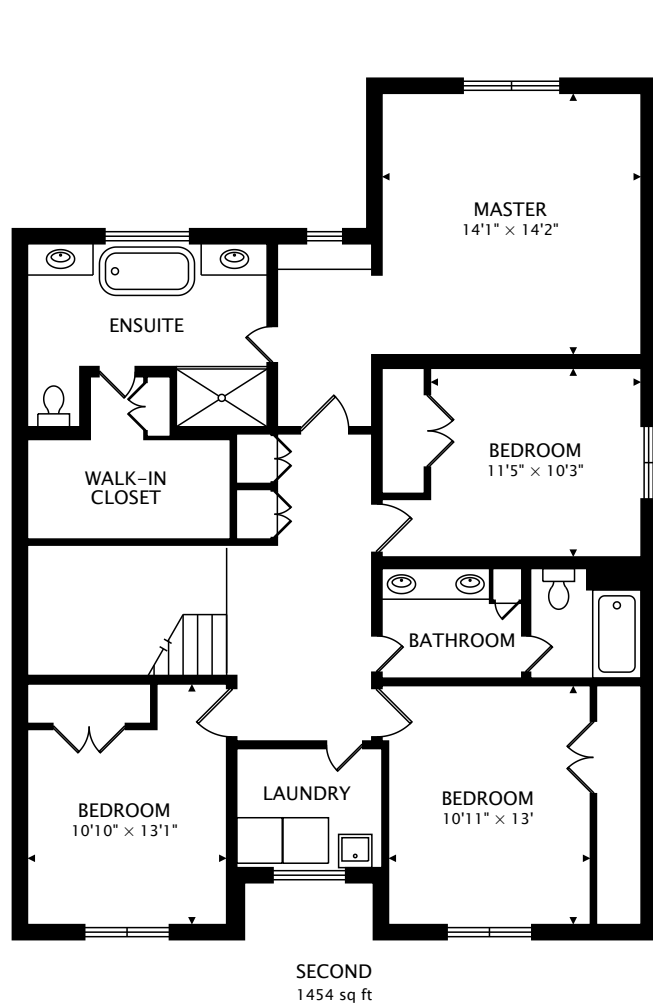 MASTER
14'1" × 14'2"
ENSUITE
BEDROOM
11'5" × 10'3"
WALK-IN
CLOSET
BATHROOM
LAUNDRY
BEDROOM
10'10" × 13'1"
BEDROOM
10'11" × 13'
SECOND
1454 sq ft